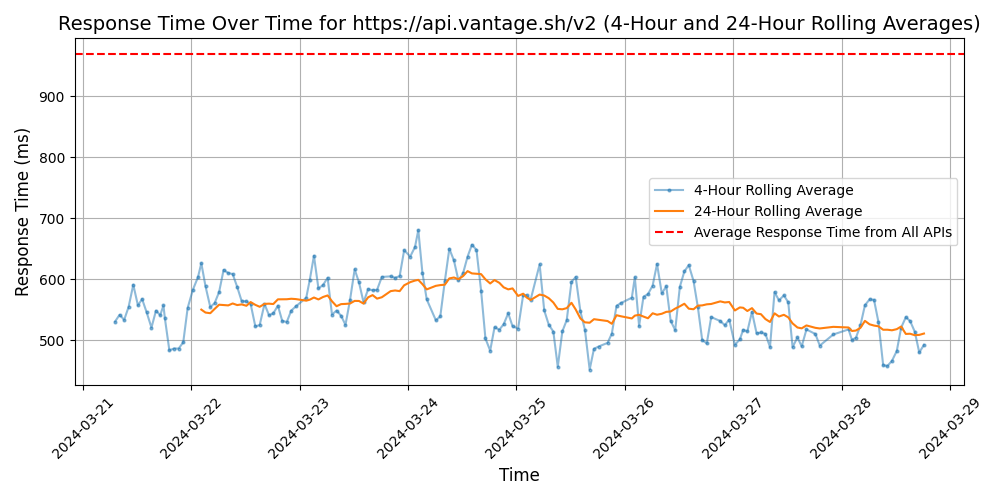 Response Time Over Time for https://api.vantage.sh/v2 (4-Hour and 24-Hour Rolling Averages)
Response Time (ms)
900
800
700
600
500
4-Hour Rolling Average
24-Hour Rolling Average
Average Response Time from All APIs
2024-03-21
2024-03-22
2024-03-23
2024-03-24
2024-03-25
2024-03-26
2024-03-27
2024-03-28
2024-03-29
Time